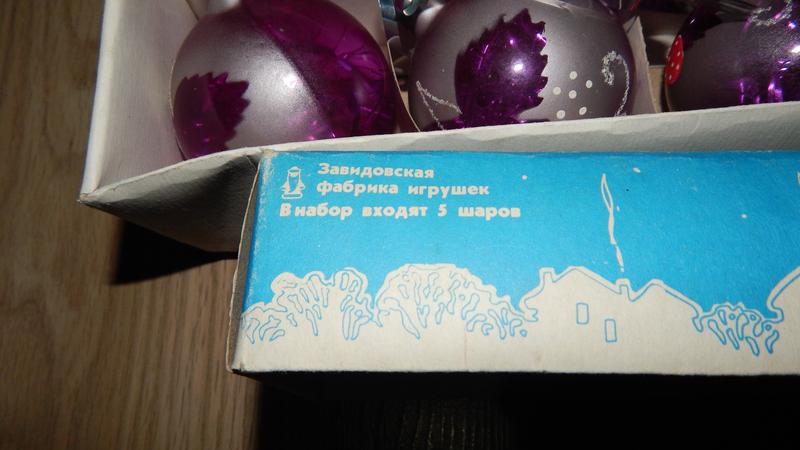 Завидовская
фабрика игрушек
В набор входят 5 шаров